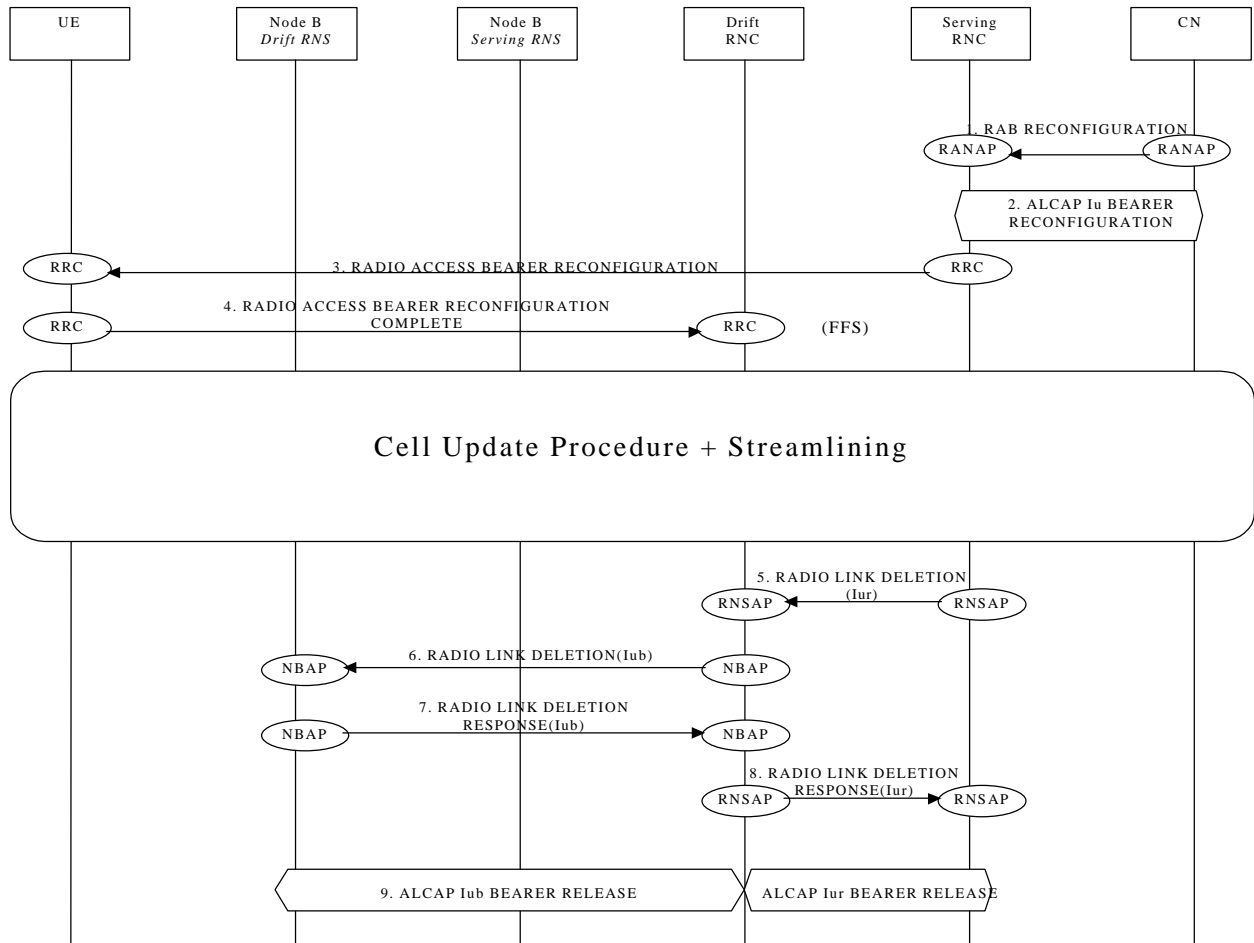 UE
Node B
Drift RNS
Node B
Serving RNS
Drift
RNC
Serving
RNC
CN
1. RAB RECONFIGURATION
RANAP
RANAP
2. ALCAP Iu BEARER
RECONFIGURATION
RRC
3. RADIO ACCESS BEARER RECONFIGURATION
RRC
4. RADIO ACCESS BEARER RECONFIGURATION
COMPLETE
RRC
RRC
(FFS)
Cell Update Procedure + Streamlining
5. RADIO LINK DELETION
(Iur)
RNSAP
RNSAP
6. RADIO LINK DELETION(Iub)
NBAP
NBAP
7. RADIO LINK DELETION
RESPONSE(Iub)
NBAP
NBAP
8. RADIO LINK DELETION
RESPONSE(Iur)
RNSAP
RNSAP
9. ALCAP Iub BEARER RELEASE
ALCAP Iur BEARER RELEASE